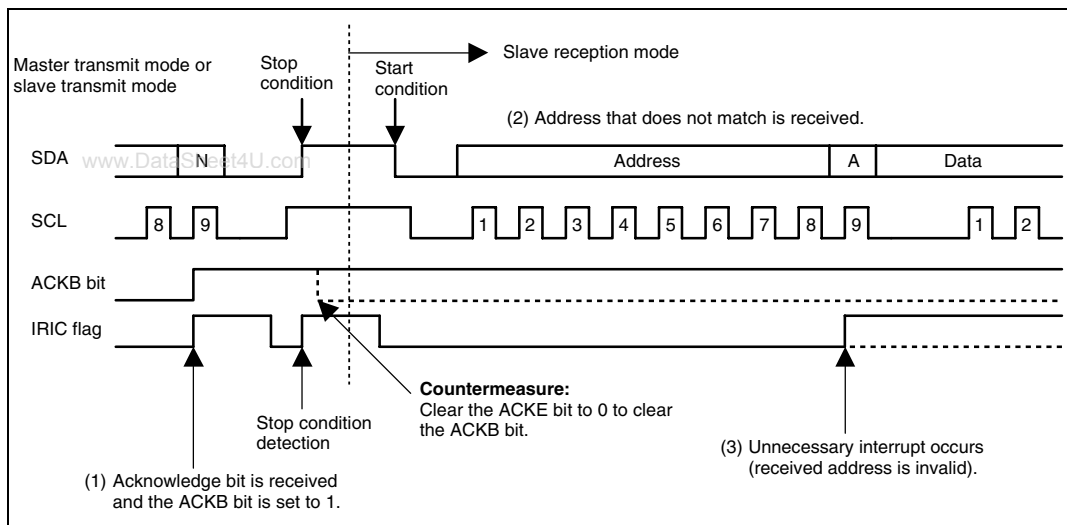 Slave reception mode
Master transmit mode or
slave transmit mode
Stop
condition
Start
condition
(2) Address that does not match is received.
SDA
N
Address
A
Data
www.DataSheet4U.com
SCL
8 9 1 2 3 4 5 6 7 8 9 1 2
ACKB bit
IRIC flag
Countermeasure:
Clear the ACKE bit to 0 to clear
the ACKB bit.
Stop condition
detection
(3) Unnecessary interrupt occurs
(received address is invalid).
(1) Acknowledge bit is received
and the ACKB bit is set to 1.